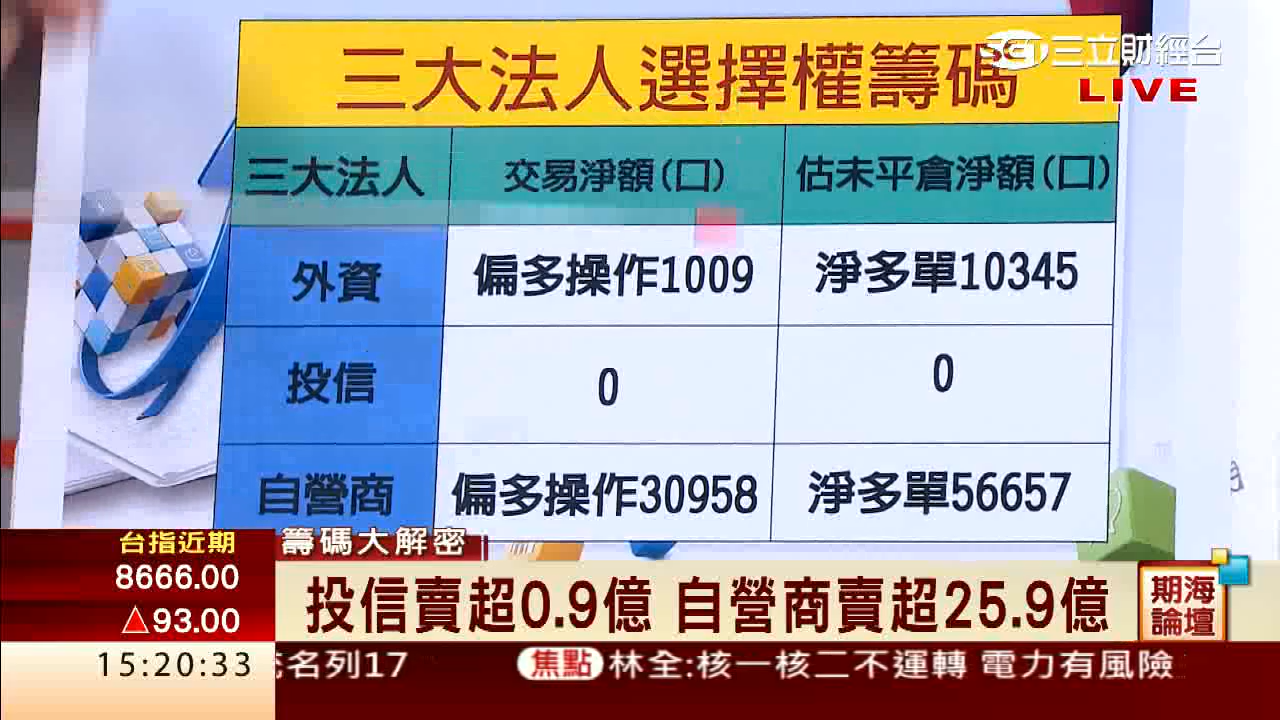 三大法人選擇權籌碼
SET 三立財經台
LIVE
三大法人 交易淨額(口) 估未平倉淨額(口)
外資 偏多操作1009 淨多單10345
投信 0 0
自營商 偏多操作30958 淨多單56657
籌碼大解密
台指近期
8666.00
△93.00
投信賣超0.9億 自營商賣超25.9億
期海
論壇
15:20:33
名列17 焦點 林全:核一核二不運轉 電力有風險